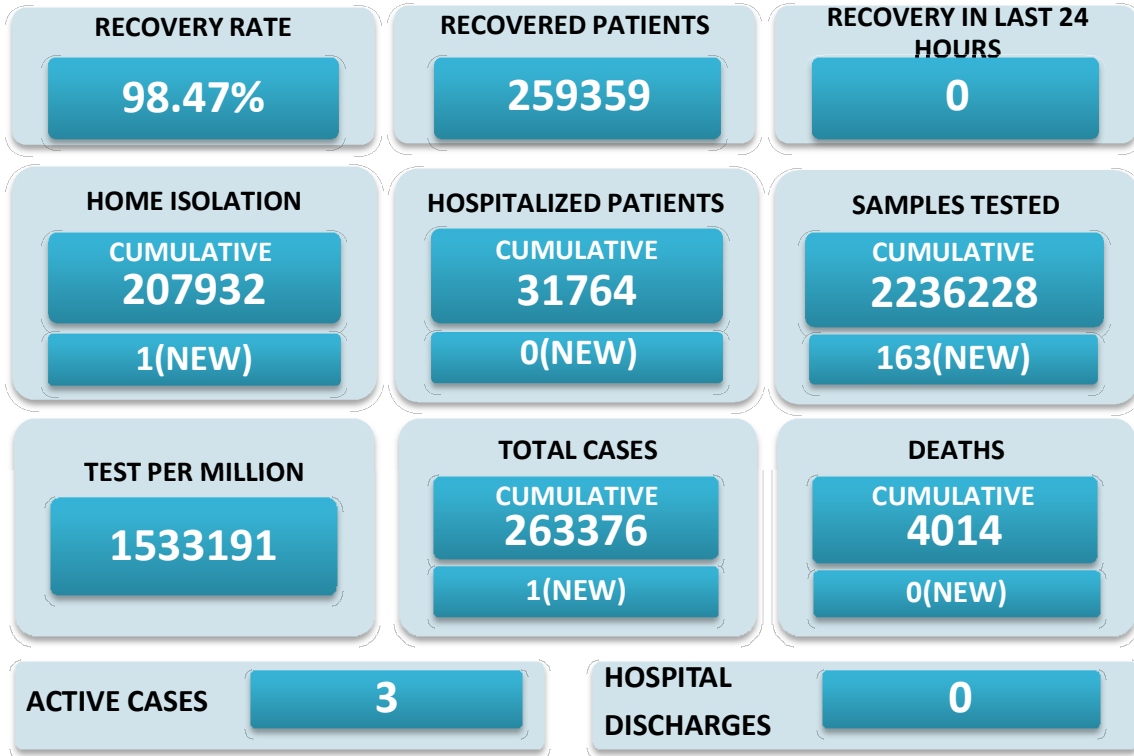 RECOVERY RATE
98.47%
RECOVERED PATIENTS
259359
RECOVERY IN LAST 24
HOURS
0
HOME ISOLATION
CUMULATIVE
207932
1(NEW)
HOSPITALIZED PATIENTS
CUMULATIVE
31764
0(NEW)
SAMPLES TESTED
CUMULATIVE
2236228
163(NEW)
TEST PER MILLION
1533191
TOTAL CASES
CUMULATIVE
263376
1(NEW)
DEATHS
CUMULATIVE
4014
0(NEW)
ACTIVE CASES
3
HOSPITAL
DISCHARGES
0